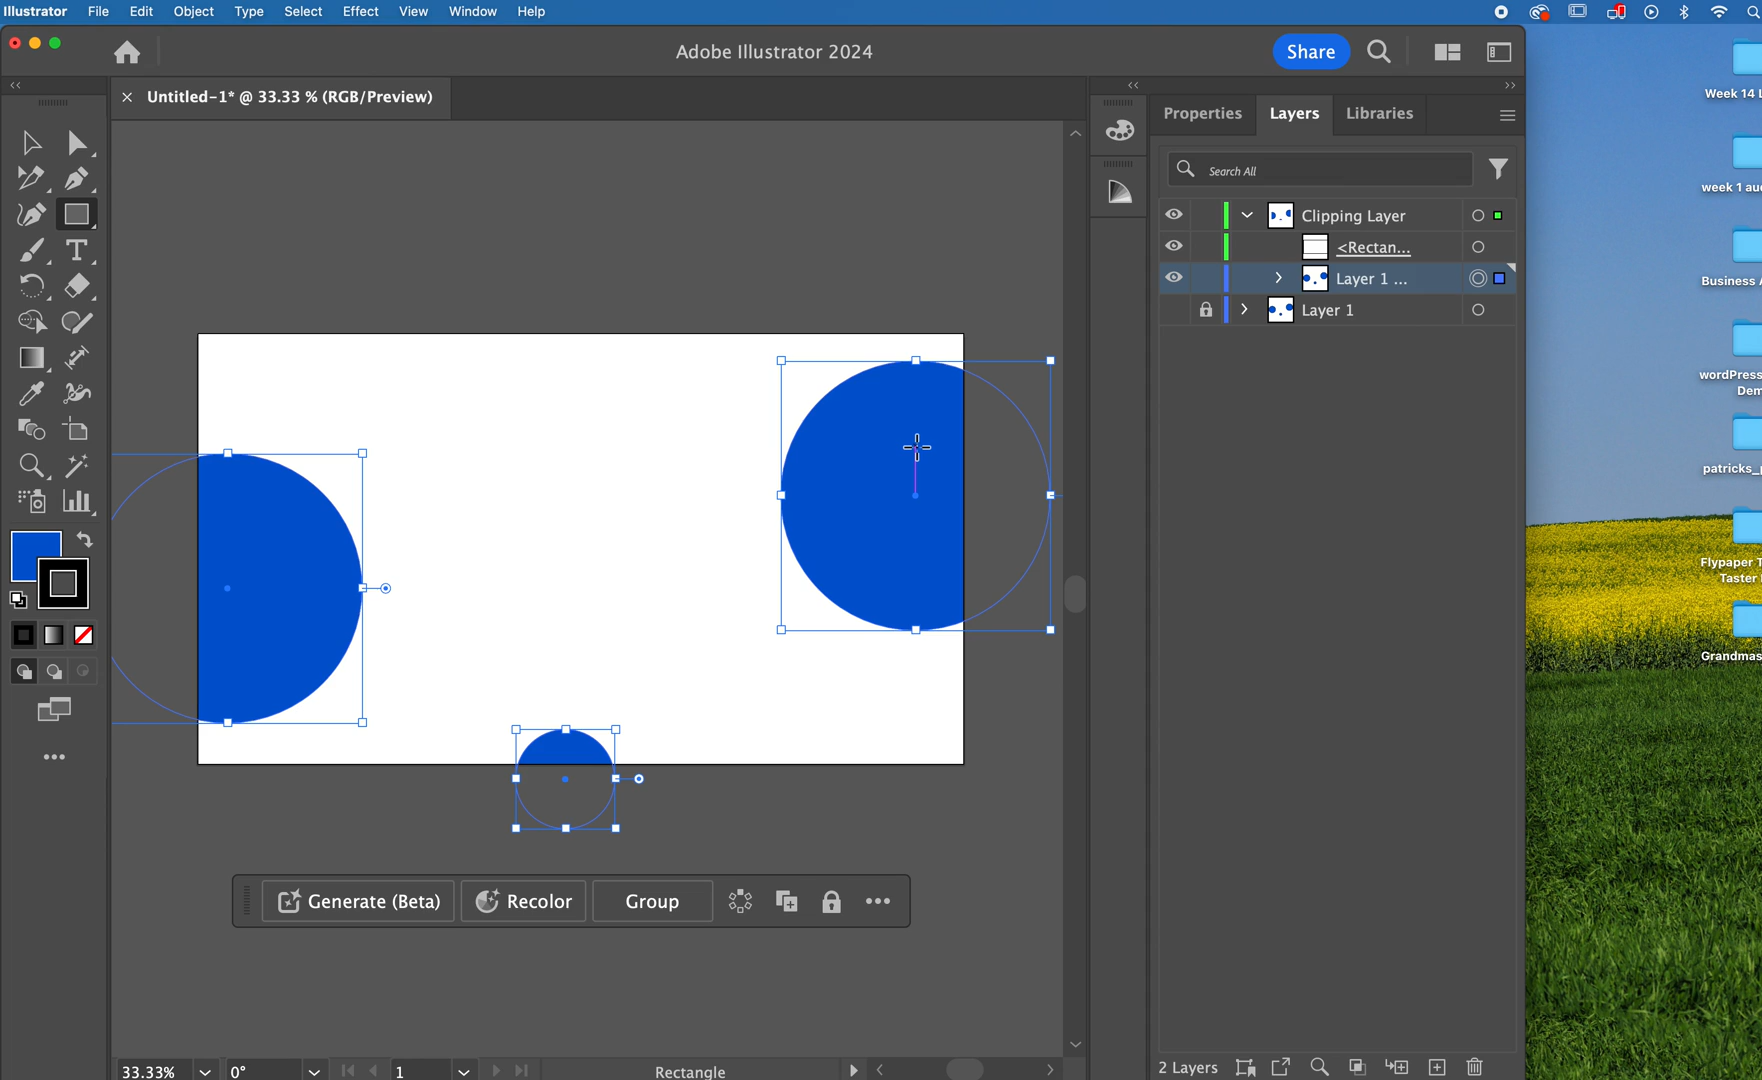 Illustrator File Edit Object Type Select Effect View Window Help
Adobe Illustrator 2024
Share
Untitled-1* @ 33.33 % (RGB/Preview)
Properties Layers Libraries
Search All
Clipping Layer
<Rectan...
Layer 1 ...
Layer 1
Generate (Beta) Recolor Group
33.33% 0° 1 Rectangle
2 Layers
Week 14 L
week 1 au
Business A
wordPress
Dem
patricks_p
Flypaper T
Taster
Grandmas